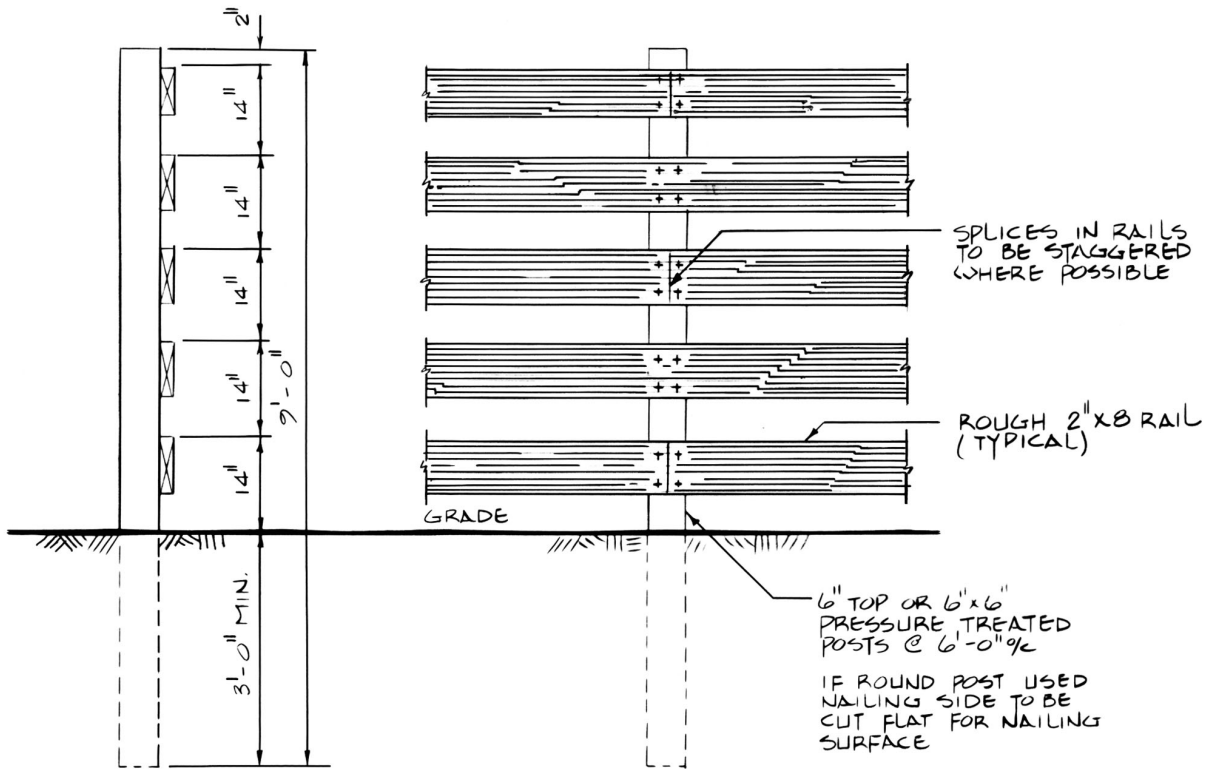 2"
14"
14"
14"
14"
14"
9'-0"
3'-0" MIN.
GRADE
SPLICES IN RAILS
TO BE STAGGERED
WHERE POSSIBLE
ROUGH 2"X8 RAIL
(TYPICAL)
6" TOP OR 6"x6"
PRESSURE TREATED
POSTS @ 6'-0" o/c
IF ROUND POST USED
NAILING SIDE TO BE
CUT FLAT FOR NAILING
SURFACE